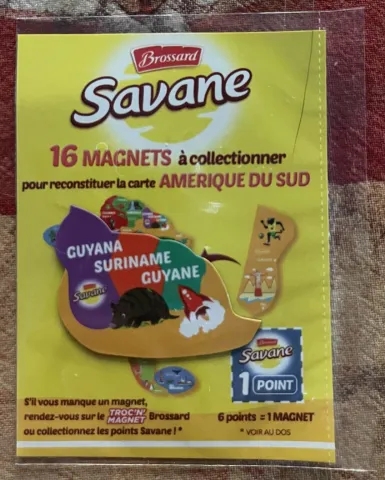 Brossard
Savane
16 MAGNETS à collectionner
pour reconstituer la carte AMERIQUE DU SUD
GUYANA
SURINAME
GUYANE
Savane
Brossard
Savane
1 POINT
S'il vous manque un magnet,
rendez-vous sur le TROC'N' MAGNET Brossard
ou collectionnez les points Savane ! *
6 points = 1 MAGNET
* VOIR AU DOS